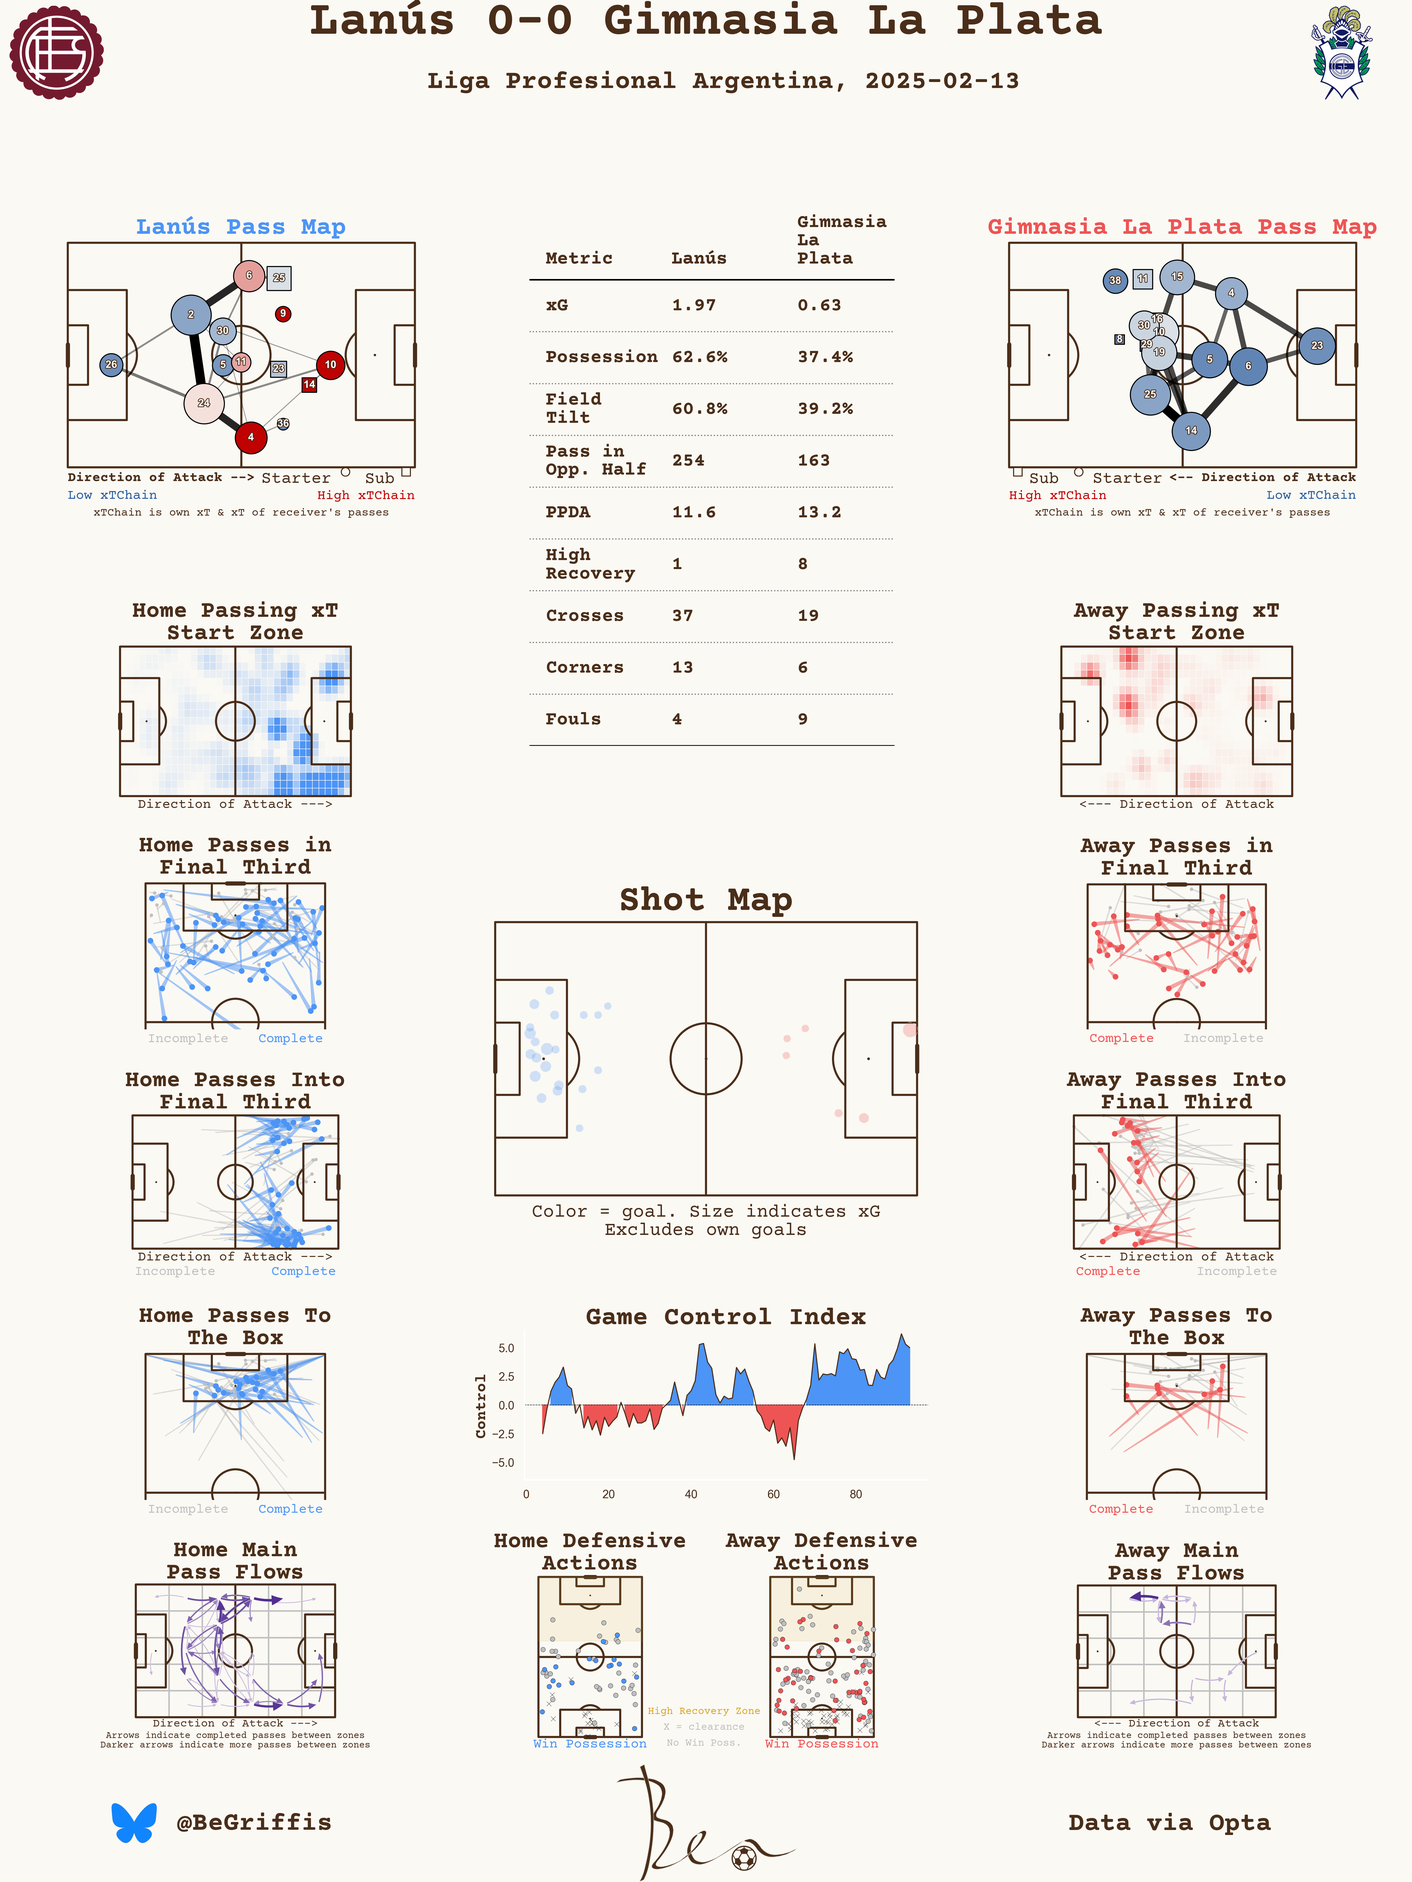 Lanús 0-0 Gimnasia La Plata
Liga Profesional Argentina, 2025-02-13
Lanús Pass Map
6
25
2
9
30
26
5
11
23
10
14
24
4
36
Direction of Attack --> Starter Sub
Low xTChain High xTChain
xTChain is own xT & xT of receiver's passes
Metric Lanús Gimnasia
La
Plata
xG 1.97 0.63
Possession 62.6% 37.4%
Field
Tilt 60.8% 39.2%
Pass in
Opp. Half 254 163
PPDA 11.6 13.2
High
Recovery 1 8
Crosses 37 19
Corners 13 6
Fouls 4 9
Gimnasia La Plata Pass Map
38
11
15
4
16
30
10
8
29
19
5
6
23
25
14
Sub Starter <-- Direction of Attack
High xTChain Low xTChain
xTChain is own xT & xT of receiver's passes
Home Passing xT
Start Zone
Direction of Attack --->
Away Passing xT
Start Zone
<--- Direction of Attack
Home Passes in
Final Third
Incomplete Complete
Away Passes in
Final Third
Complete Incomplete
Shot Map
Color = goal. Size indicates xG
Excludes own goals
Home Passes Into
Final Third
Direction of Attack --->
Incomplete Complete
Away Passes Into
Final Third
<--- Direction of Attack
Complete Incomplete
Home Passes To
The Box
Incomplete Complete
Game Control Index
Control
5.0
2.5
0.0
−2.5
−5.0
0 20 40 60 80
Away Passes To
The Box
Complete Incomplete
Home Main
Pass Flows
Direction of Attack --->
Arrows indicate completed passes between zones
Darker arrows indicate more passes between zones
Home Defensive
Actions
Win Possession
Away Defensive
Actions
Win Possession
High Recovery Zone
X = clearance
No Win Poss.
Away Main
Pass Flows
<--- Direction of Attack
Arrows indicate completed passes between zones
Darker arrows indicate more passes between zones
@BeGriffis
Ben
Data via Opta